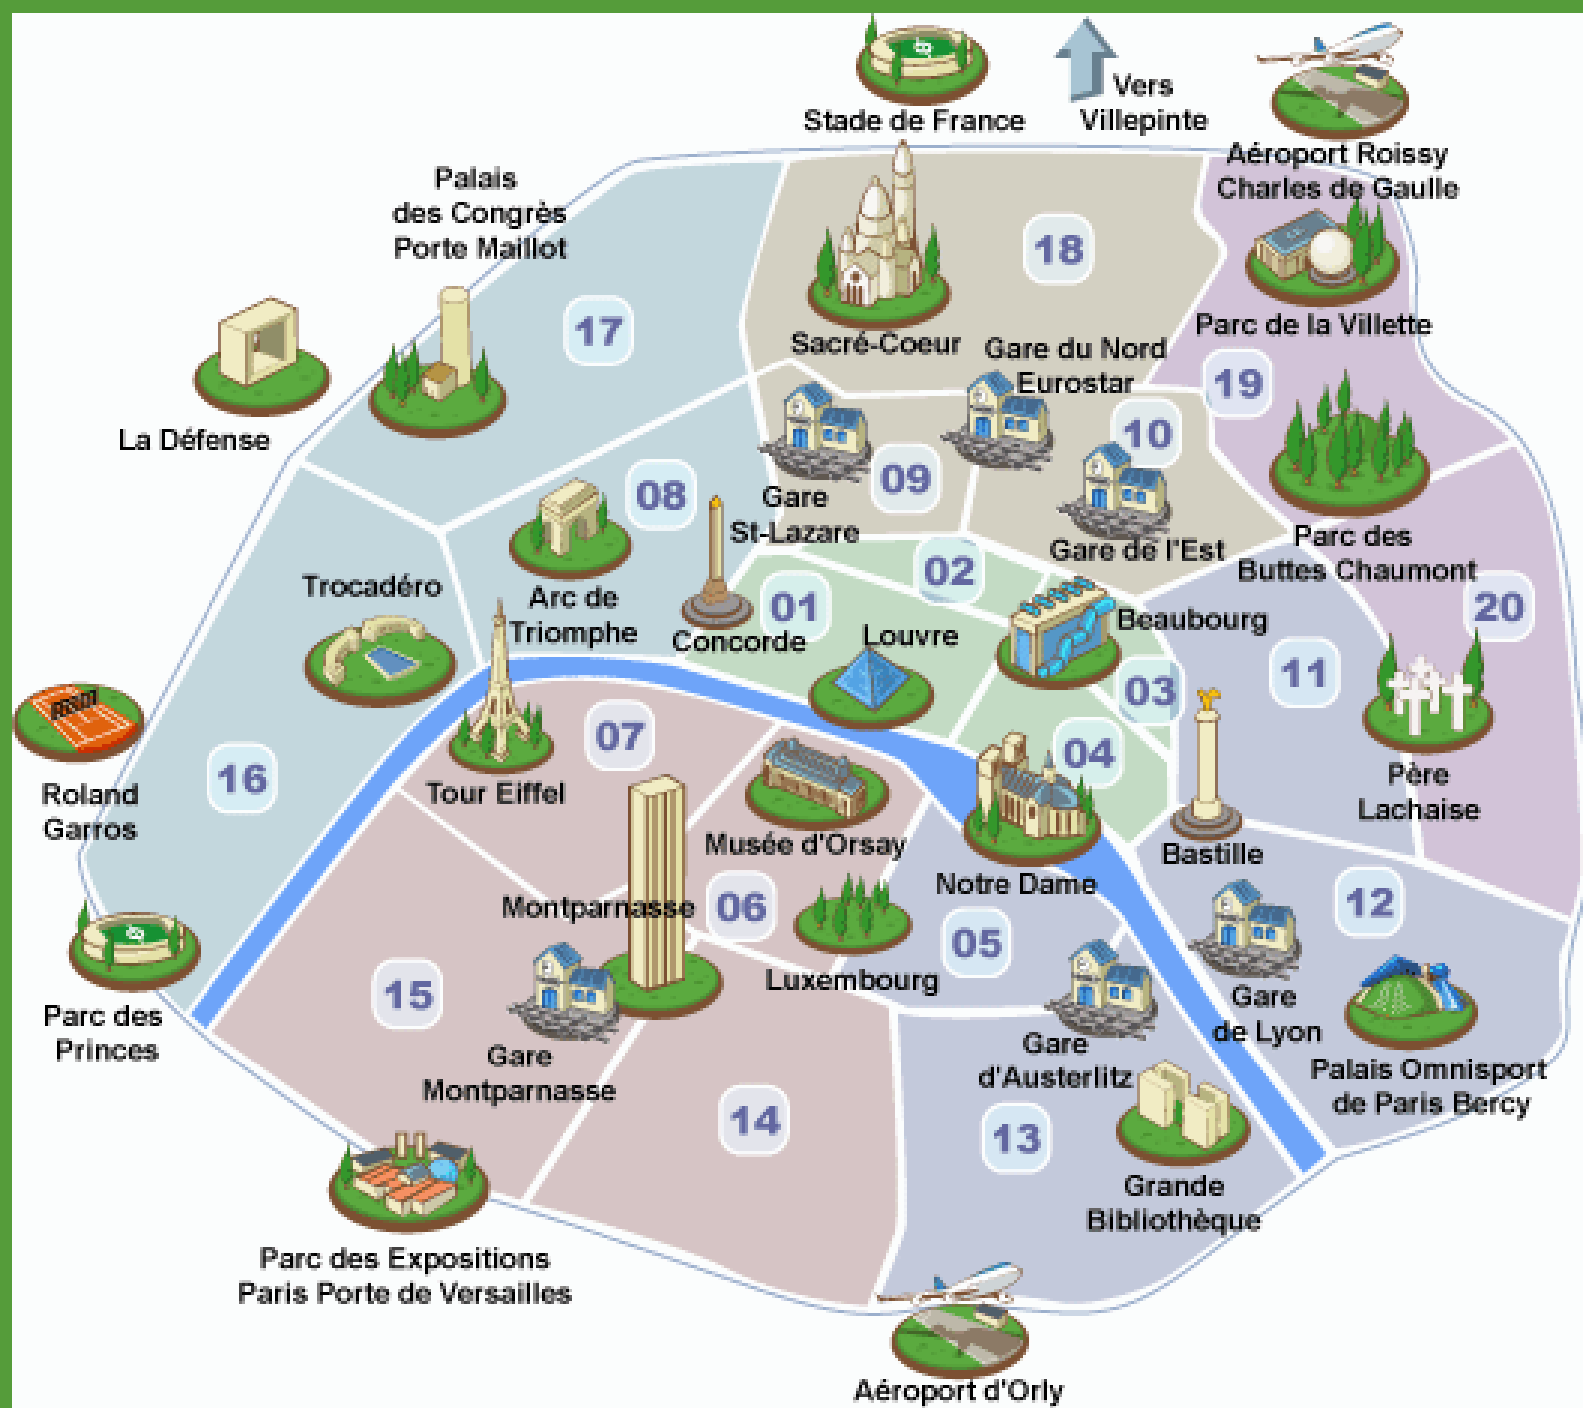 Stade de France
Vers
Villepinte
Aéroport Roissy
Charles de Gaulle
Palais
des Congrès
Porte Maillot
18
17
Parc de la Villette
Sacré-Coeur
Gare du Nord
Eurostar
19
La Défense
10
09
08
Gare
St-Lazare
Gare de l'Est
Parc des
Buttes Chaumont
02
Trocadéro
Arc de
Triomphe
01
Concorde
Louvre
Beaubourg
20
11
03
07
04
16
Roland
Garros
Tour Eiffel
Père
Lachaise
Musée d'Orsay
Bastille
Notre Dame
Montparnasse
06
12
05
Luxembourg
15
Gare
de Lyon
Parc des
Princes
Gare
Montparnasse
Gare
d'Austerlitz
Palais Omnisport
de Paris Bercy
14
13
Grande
Bibliothèque
Parc des Expositions
Paris Porte de Versailles
Aéroport d'Orly